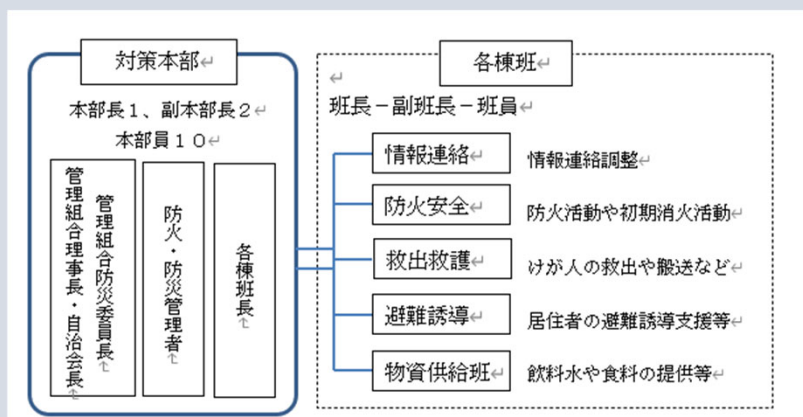 対策本部
本部長１、副本部長２
本部員１０
管理組合理事長・自治会長
管理組合防災委員長
防火・防災管理者
各棟班長
各棟班
班長－副班長－班員
情報連絡 情報連絡調整
防火安全 防火活動や初期消火活動
救出救護 けが人の救出や搬送など
避難誘導 居住者の避難誘導支援等
物資供給班 飲料水や食料の提供等